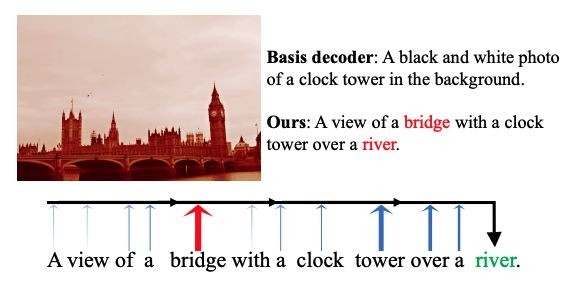 Basis decoder: A black and white photo
of a clock tower in the background.
Ours: A view of a bridge with a clock
tower over a river.
A view of a bridge with a clock tower over a river.